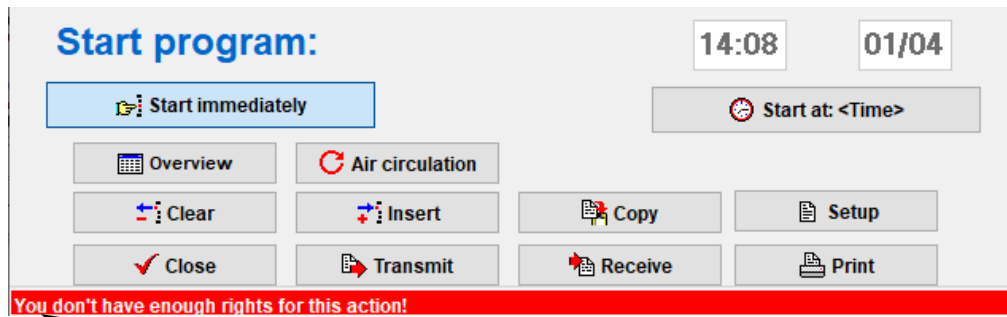 Start program:
14:08 01/04
Start immediately
Start at: <Time>
Overview Air circulation
Clear Insert Copy Setup
Close Transmit Receive Print
You don't have enough rights for this action!